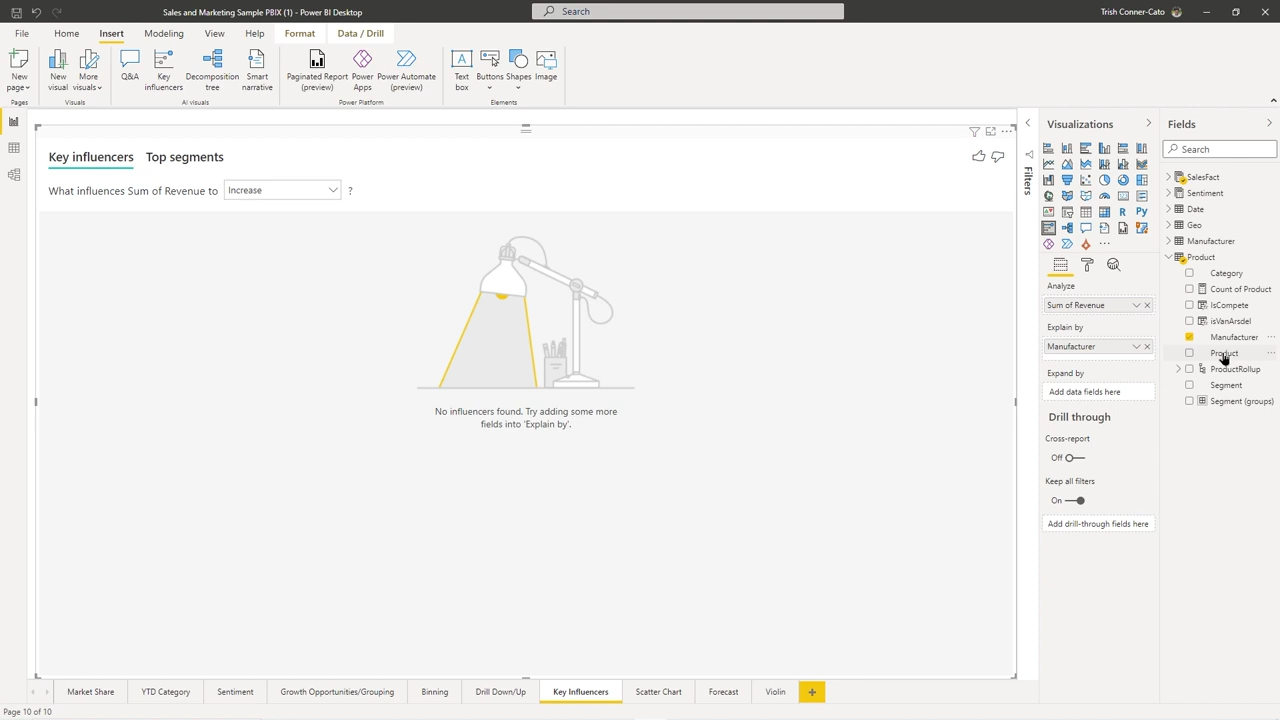 Sales and Marketing Sample PBIX (1) - Power BI Desktop
Search
Trish Conner-Cato
File Home Insert Modeling View Help Format Data / Drill
New page
New visual
More visuals
Q&A
Key influencers
Decomposition tree
Smart narrative
Paginated Report (preview)
Power Apps
Power Automate (preview)
Text box
Buttons
Shapes
Image
Pages
Visuals
AI visuals
Power Platform
Elements
Key influencers Top segments
What influences Sum of Revenue to Increase ?
No influencers found. Try adding some more
fields into 'Explain by'.
Filters
Visualizations
R Py
Analyze
Sum of Revenue
Explain by
Manufacturer
Expand by
Add data fields here
Drill through
Cross-report
Off
Keep all filters
On
Add drill-through fields here
Fields
Search
SalesFact
Sentiment
Date
Geo
Manufacturer
Product
Category
Count of Product
IsCompete
isVanArsdel
Manufacturer
Product
ProductRollup
Segment
Segment (groups)
Market Share YTD Category Sentiment Growth Opportunities/Grouping Binning Drill Down/Up Key Influencers Scatter Chart Forecast Violin +
Page 10 of 10